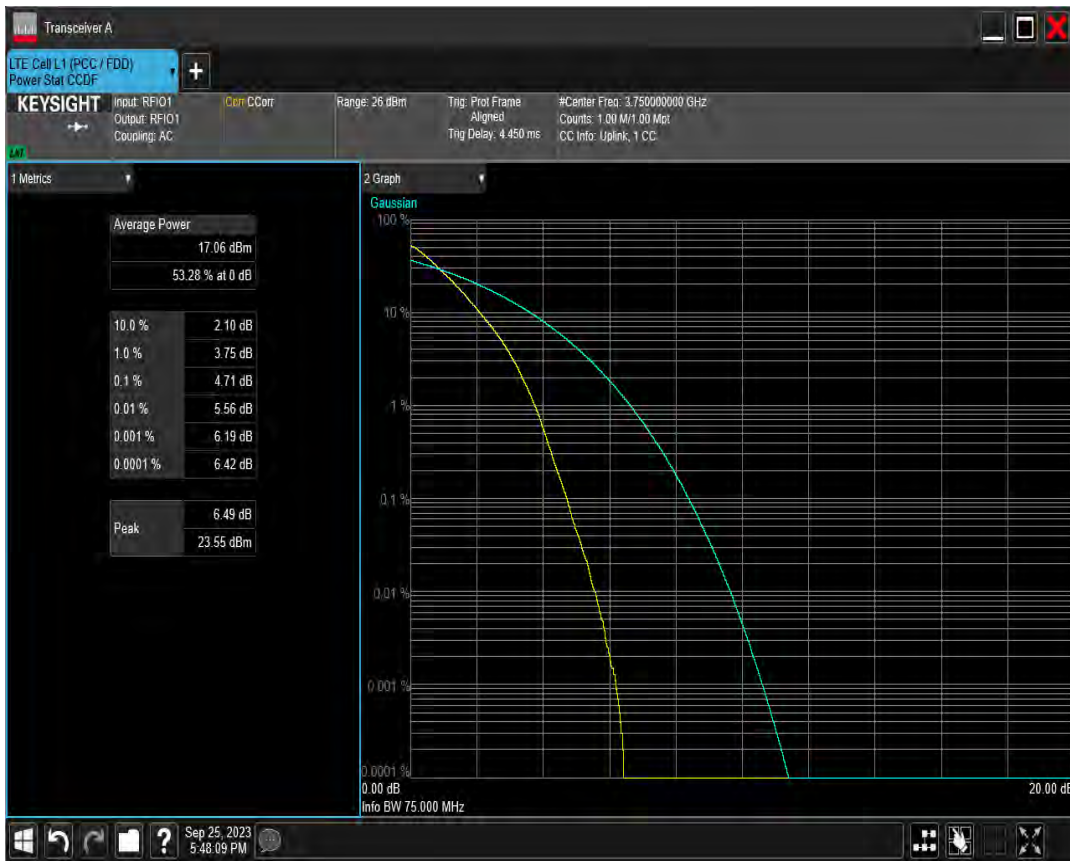 Transceiver A
LTE Cell L1 (PCC / FDD)
Power Stat CCDF
+
KEYSIGHT
Input: RFIO1
Output: RFIO1
Coupling: AC
Corr CCorr
Range: 26 dBm
Trig: Prot Frame
Aligned
Trig Delay: 4.450 ms
#Center Freq: 3.750000000 GHz
Counts: 1.00 M/1.00 Mpt
CC Info: Uplink, 1 CC
LXI
1 Metrics
Average Power
17.06 dBm
53.28 % at 0 dB
10.0 % 2.10 dB
1.0 % 3.75 dB
0.1 % 4.71 dB
0.01 % 5.56 dB
0.001 % 6.19 dB
0.0001 % 6.42 dB
Peak
6.49 dB
23.55 dBm
2 Graph
Gaussian
100 %
10 %
1 %
0.1 %
0.01 %
0.001 %
0.0001 %
0.00 dB
20.00 dB
Info BW 75.000 MHz
?
Sep 25, 2023
5:48:09 PM